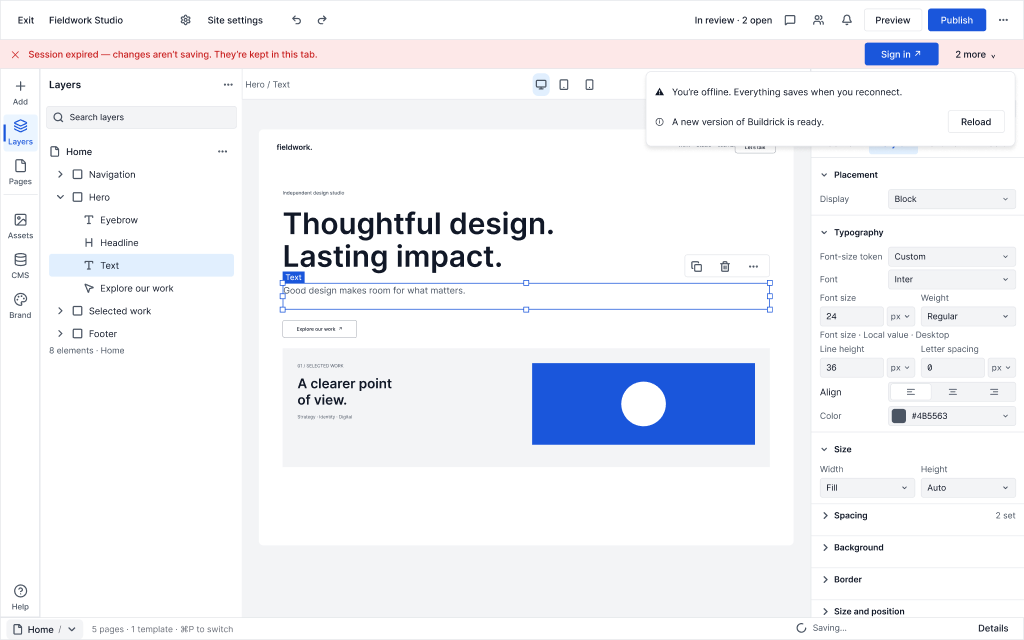 Exit Fieldwork Studio Site settings In review · 2 open Preview Publish
Session expired — changes aren't saving. They're kept in this tab. Sign in ↗ 2 more
You're offline. Everything saves when you reconnect.
A new version of Buildrick is ready. Reload
Add
Layers
Pages
Assets
CMS
Brand
Help
Layers
Search layers
Home
Navigation
Hero
Eyebrow
Headline
Text
Explore our work
Selected work
Footer
8 elements · Home
Hero / Text
fieldwork.
Let's talk
Independent design studio
Thoughtful design.
Lasting impact.
Text
Good design makes room for what matters.
Explore our work ↗
01 / SELECTED WORK
A clearer point
of view.
Strategy · Identity · Digital
Placement
Display Block
Typography
Font-size token Custom
Font Inter
Font size Weight
24 px Regular
Font size · Local value · Desktop
Line height Letter spacing
36 px 0 px
Align
Color #4B5563
Size
Width Height
Fill Auto
Spacing 2 set
Background
Border
Size and position
Home / 5 pages · 1 template · ⌘P to switch Saving... Details